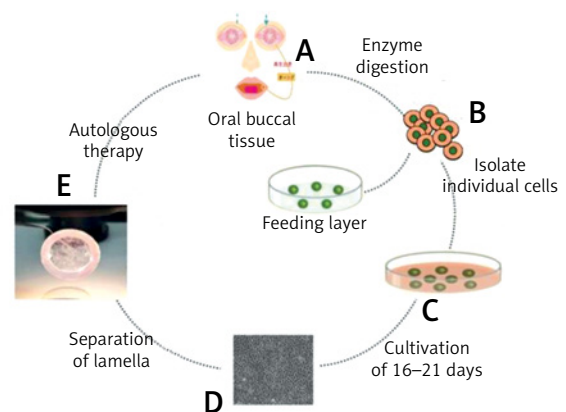 A
Enzyme
digestion
Oral buccal
tissue
B
Isolate
individual cells
Feeding layer
C
Cultivation
of 16–21 days
D
Separation
of lamella
E
Autologous
therapy